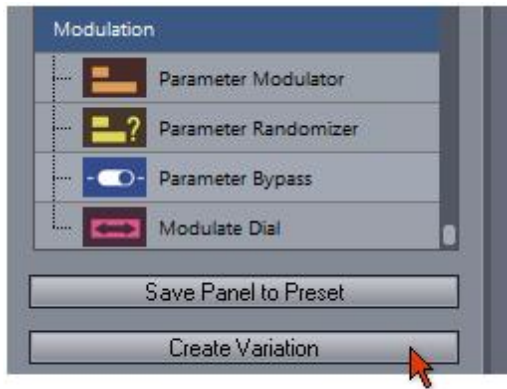 Modulation
Parameter Modulator
? Parameter Randomizer
Parameter Bypass
Modulate Dial
Save Panel to Preset
Create Variation